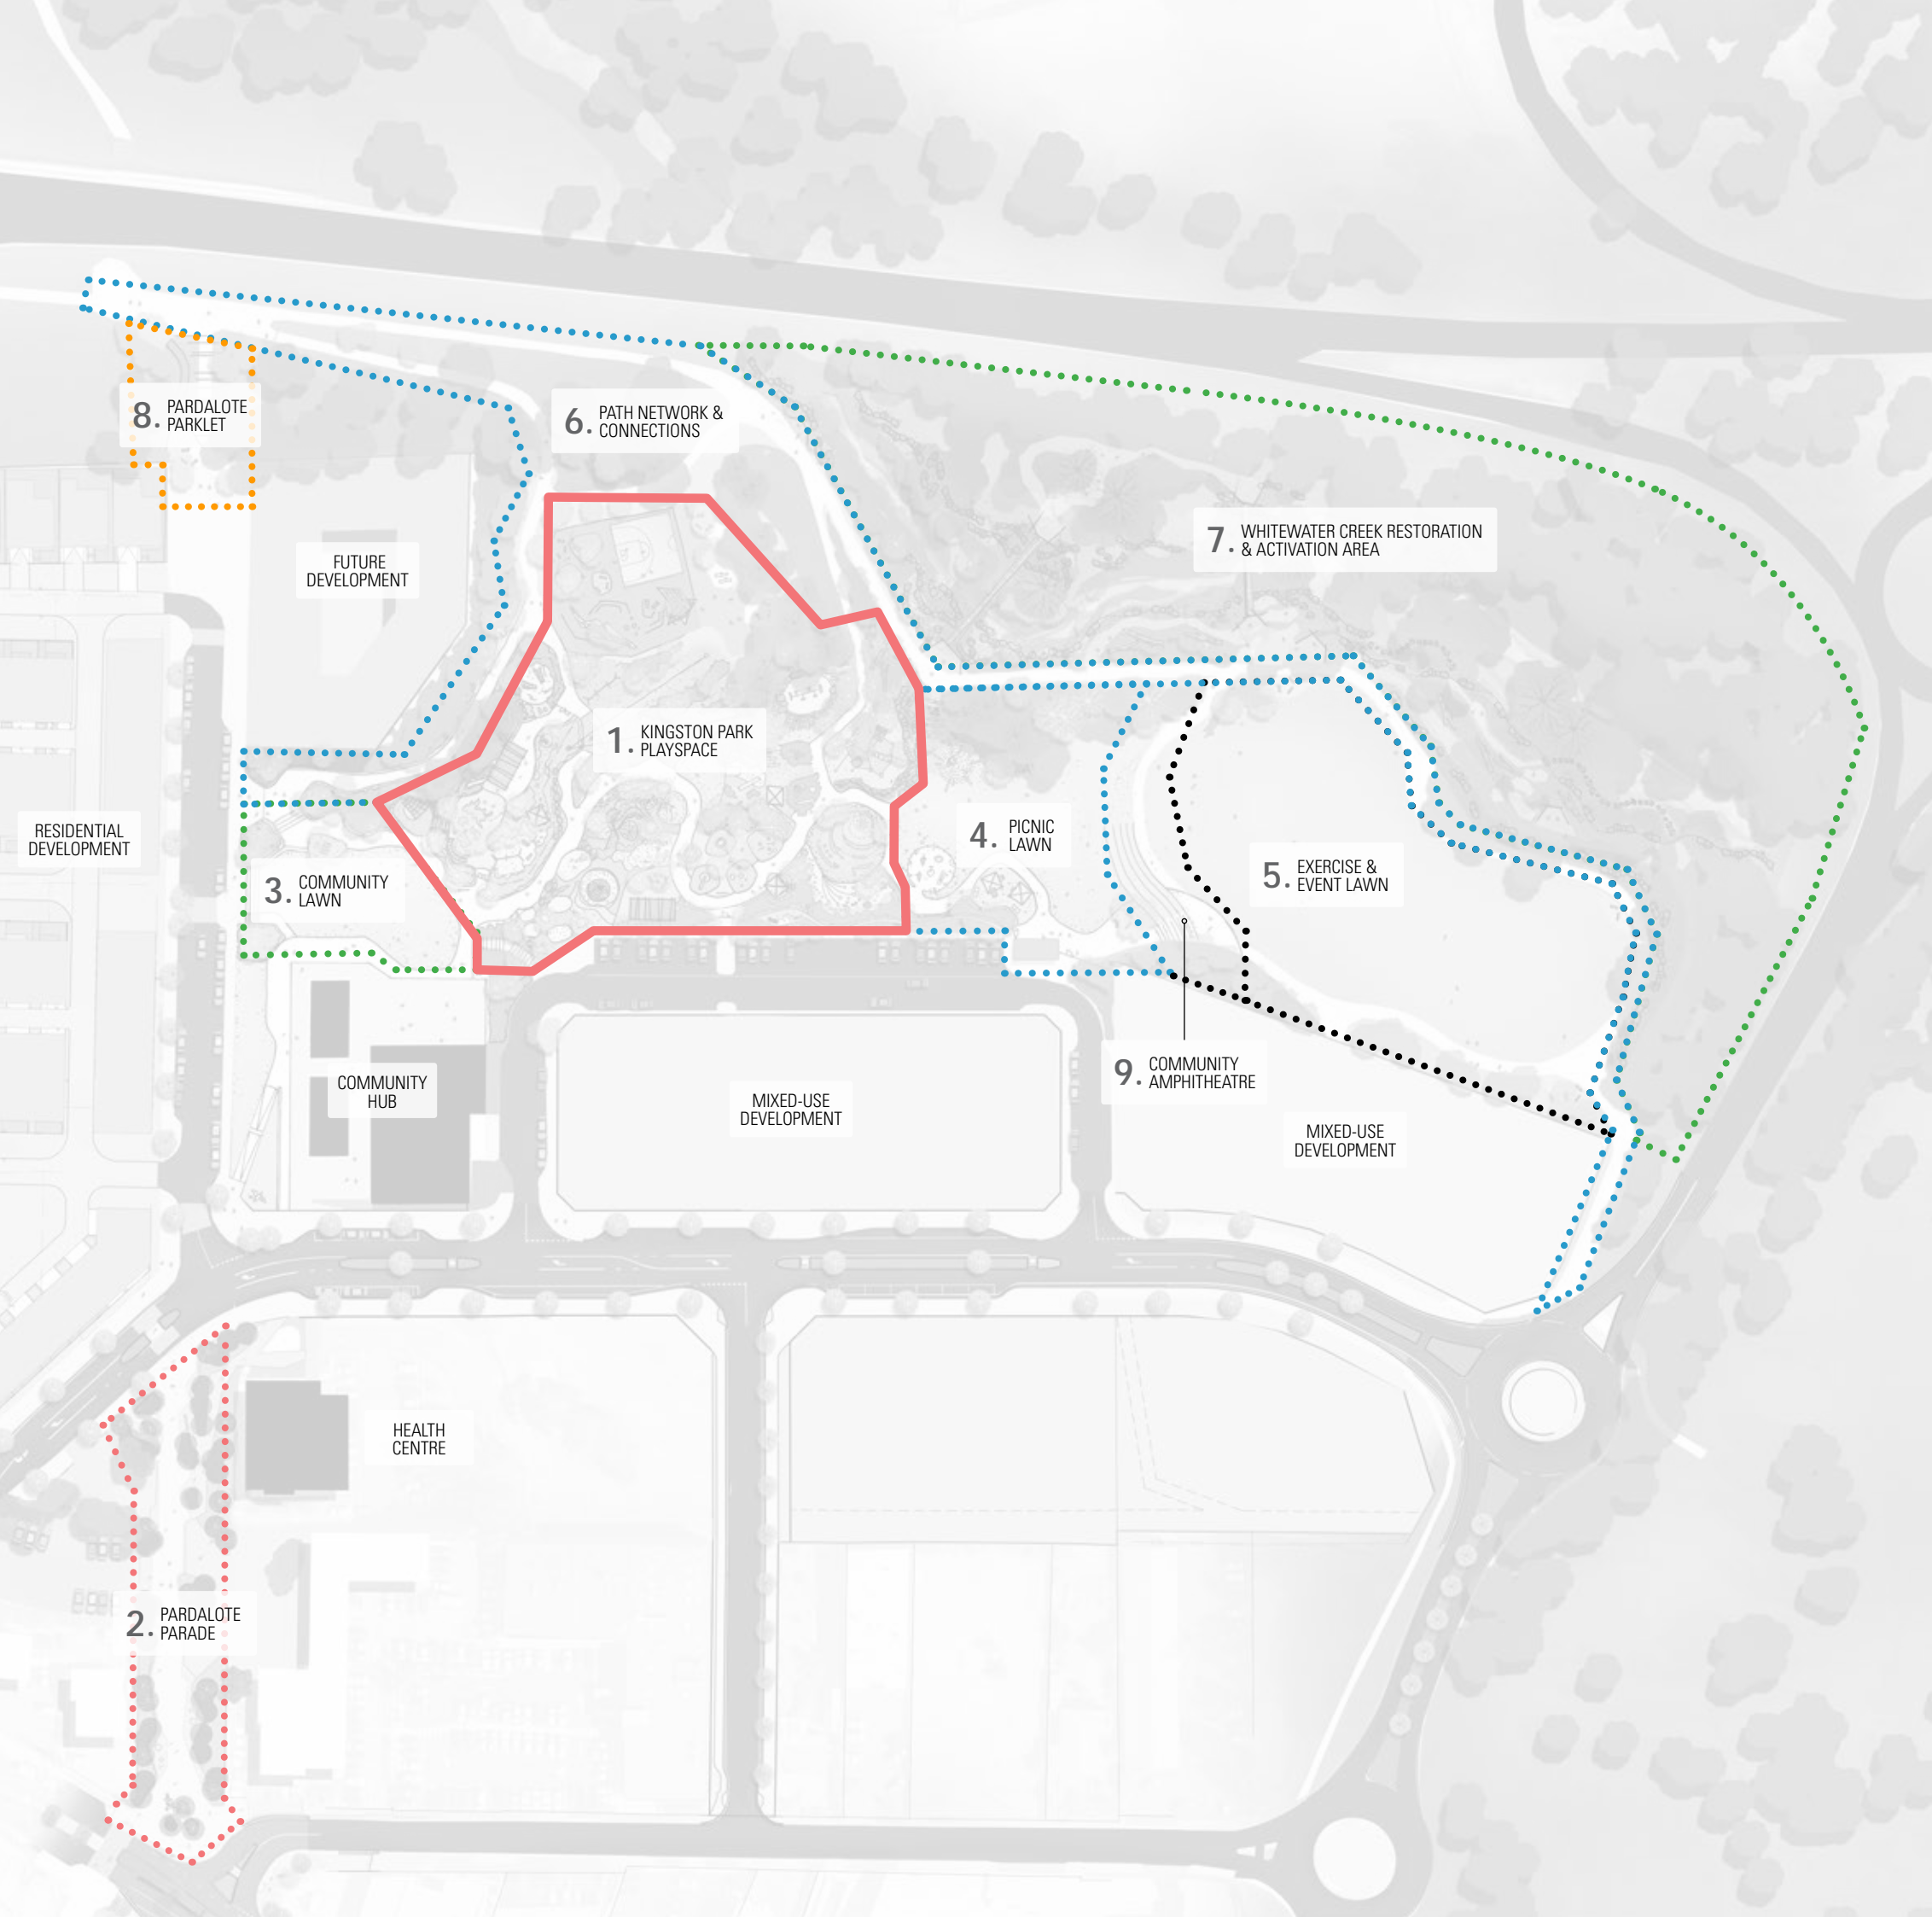 8. PARDALOTE
PARKLET
6. PATH NETWORK &
CONNECTIONS
7. WHITEWATER CREEK RESTORATION
& ACTIVATION AREA
FUTURE
DEVELOPMENT
1. KINGSTON PARK
PLAYSPACE
RESIDENTIAL
DEVELOPMENT
4. PICNIC
LAWN
3. COMMUNITY
LAWN
5. EXERCISE &
EVENT LAWN
COMMUNITY
HUB
MIXED-USE
DEVELOPMENT
9. COMMUNITY
AMPHITHEATRE
MIXED-USE
DEVELOPMENT
HEALTH
CENTRE
2. PARDALOTE
PARADE